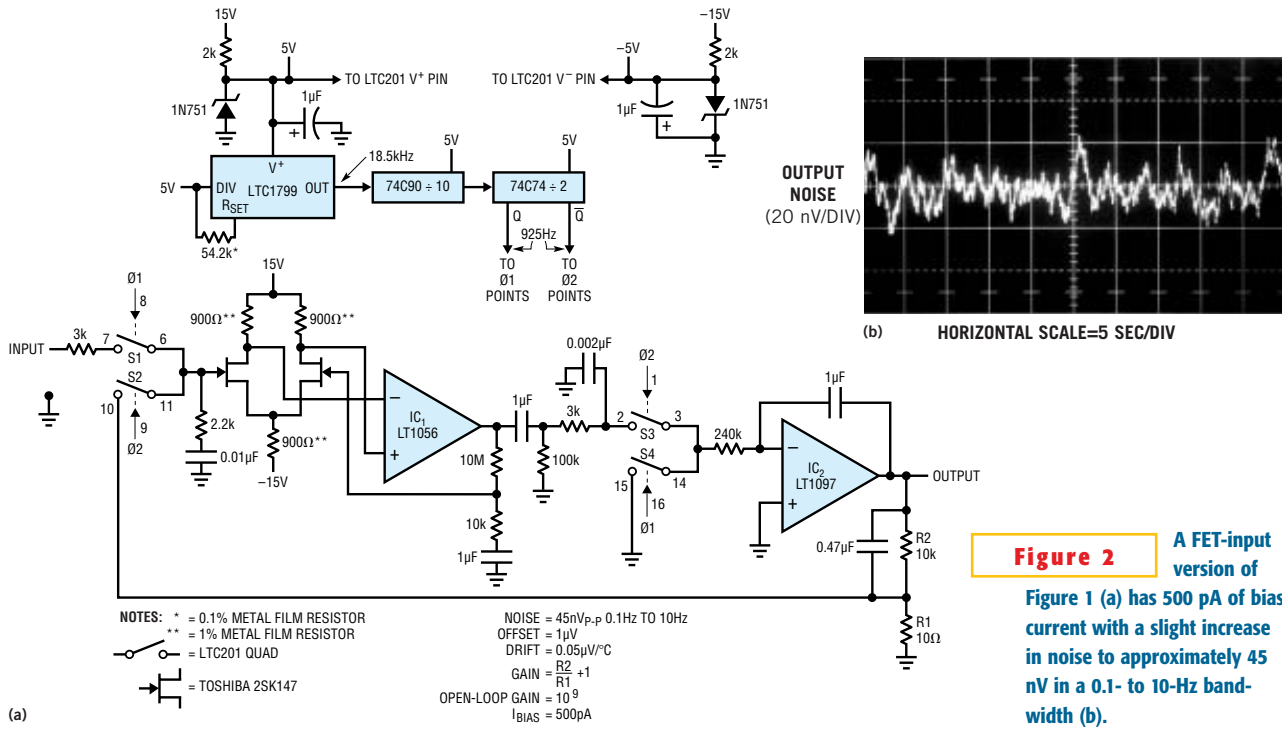 15V
2k
5V
TO LTC201 V+ PIN
1N751
1µF
+
–15V
2k
–5V
TO LTC201 V– PIN
1µF
+
1N751
18.5kHz
5V
5V
V+
5V
DIV
LTC1799
OUT
RSET
54.2k*
74C90 ÷ 10
74C74 ÷ 2
Q
Q̅
925Hz
TO
Ø1
POINTS
TO
Ø2
POINTS
OUTPUT
NOISE
(20 nV/DIV)
(b)
HORIZONTAL SCALE=5 SEC/DIV
15V
900Ω**
900Ω**
Ø1
8
INPUT
3k
7
6
S1
S2
10
11
9
Ø2
2.2k
0.01µF
900Ω**
–15V
–
IC1
LT1056
+
1µF
10M
10k
1µF
100k
3k
0.002µF
Ø2
1
2
3
S3
S4
15
14
16
Ø1
240k
1µF
–
IC2
LT1097
+
OUTPUT
0.47µF
R2
10k
R1
10Ω
NOTES: * = 0.1% METAL FILM RESISTOR
** = 1% METAL FILM RESISTOR
= LTC201 QUAD
= TOSHIBA 2SK147
NOISE = 45nVP-P 0.1Hz TO 10Hz
OFFSET = 1µV
DRIFT = 0.05µV/°C
GAIN = R2/R1 +1
OPEN-LOOP GAIN = 10^9
IBIAS = 500pA
(a)
Figure 2
A FET-input
version of
Figure 1 (a) has 500 pA of bias
current with a slight increase
in noise to approximately 45
nV in a 0.1- to 10-Hz band-
width (b).